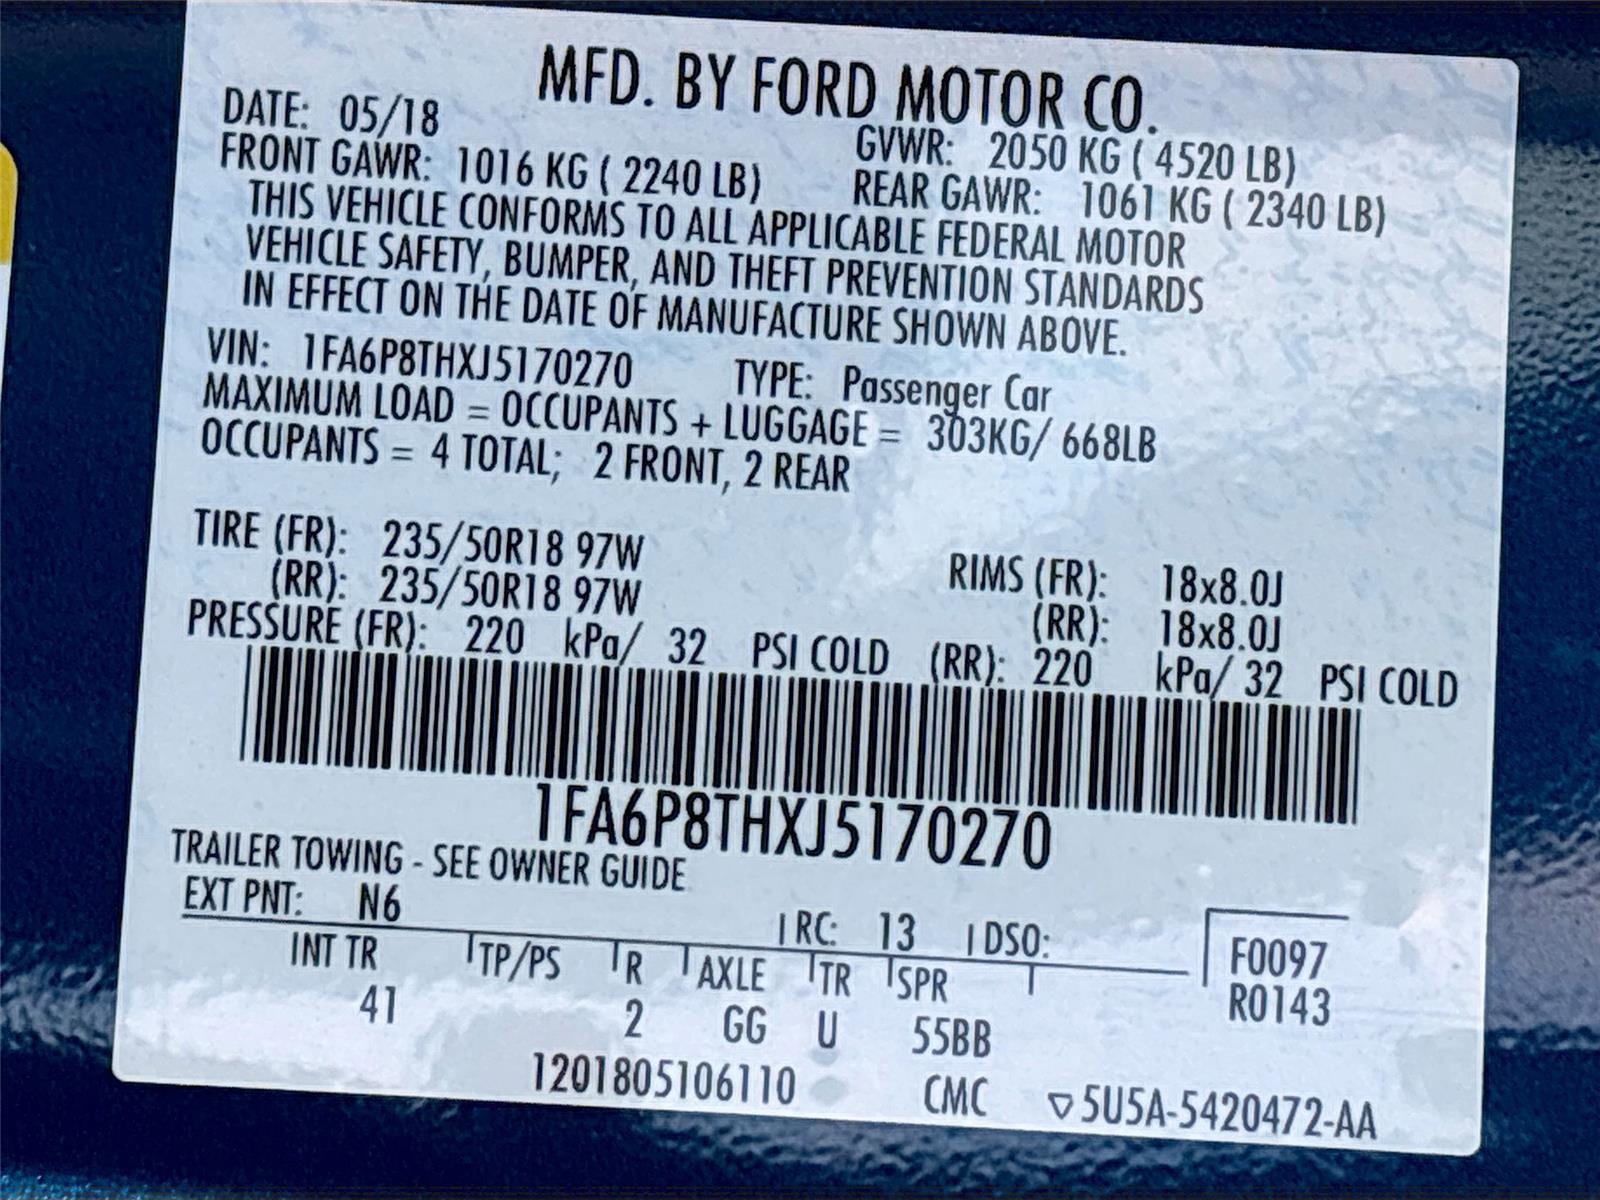 MFD. BY FORD MOTOR CO.
DATE: 05/18 GVWR: 2050 KG ( 4520 LB)
FRONT GAWR: 1016 KG ( 2240 LB) REAR GAWR: 1061 KG ( 2340 LB)
THIS VEHICLE CONFORMS TO ALL APPLICABLE FEDERAL MOTOR
VEHICLE SAFETY, BUMPER, AND THEFT PREVENTION STANDARDS
IN EFFECT ON THE DATE OF MANUFACTURE SHOWN ABOVE.
VIN: 1FA6P8THXJ5170270 TYPE: Passenger Car
MAXIMUM LOAD = OCCUPANTS + LUGGAGE = 303KG/ 668LB
OCCUPANTS = 4 TOTAL; 2 FRONT, 2 REAR
TIRE (FR): 235/50R18 97W RIMS (FR): 18x8.0J
(RR): 235/50R18 97W (RR): 18x8.0J
PRESSURE (FR): 220 kPa/ 32 PSI COLD (RR): 220 kPa/ 32 PSI COLD
1FA6P8THXJ5170270
TRAILER TOWING - SEE OWNER GUIDE
EXT PNT: N6 RC: 13 DSO: F0097
INT TR TP/PS R AXLE TR SPR R0143
41 2 GG U 55BB
1201805106110 CMC ▽5U5A-5420472-AA